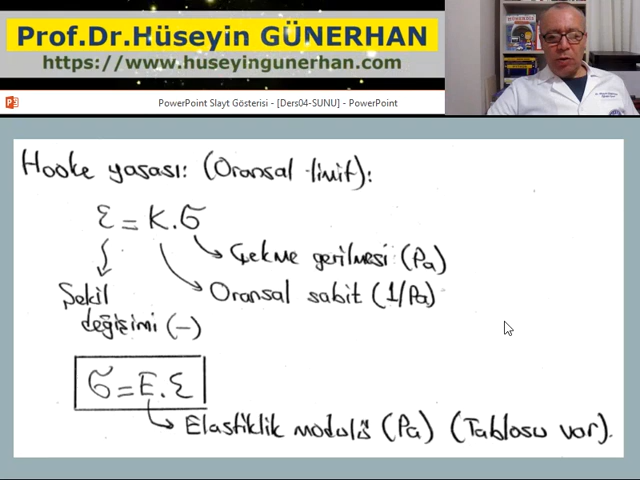 Prof.Dr.Hüseyin GÜNERHAN
https://www.huseyingunerhan.com
PowerPoint Slayt Gösterisi - [Ders04-SUNU] - PowerPoint
Hooke yasası: (Oransal limit):
Ɛ = K.σ
Çekme gerilmesi (Pa)
Oransal sabit (1/Pa)
Şekil
değişimi (-)
σ = E.Ɛ
Elastiklik modülü (Pa) (Tablosu var).